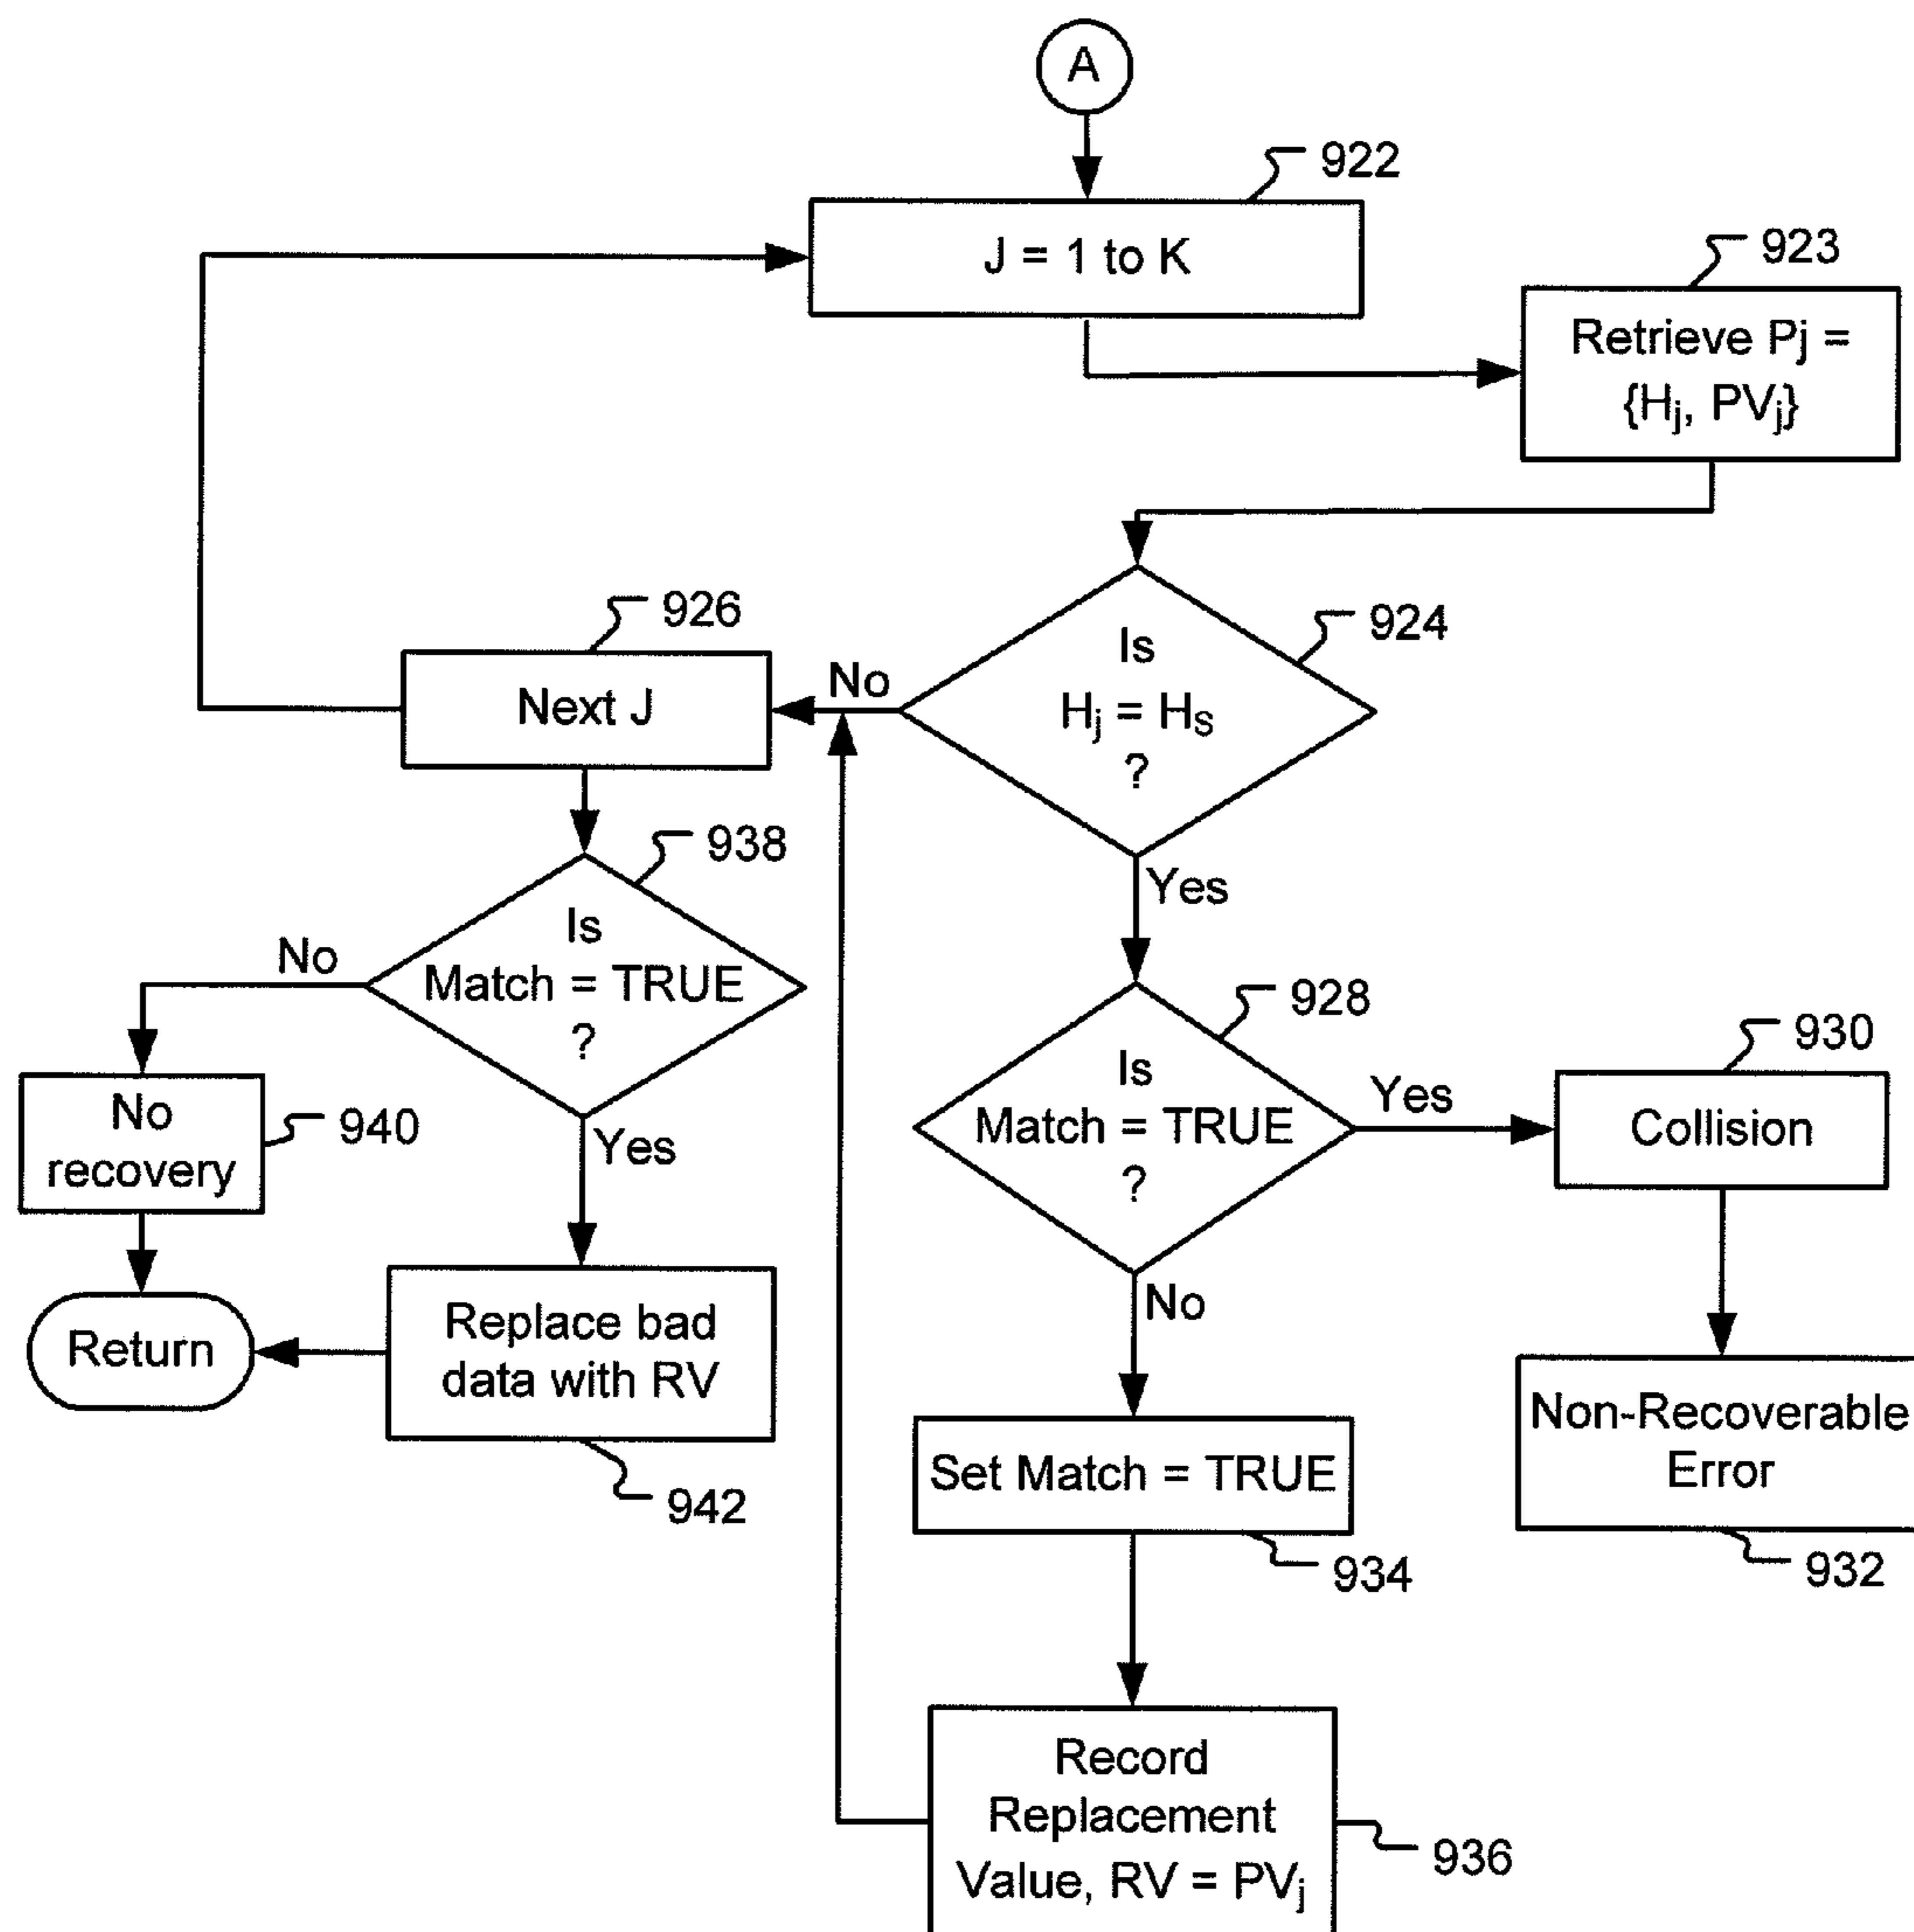 A
922
J = 1 to K
923
Retrieve Pj =
{Hj, PVj}
924
Is
Hj = HS
?
No
926
Next J
Yes
938
Is
Match = TRUE
?
No
No
recovery
940
Return
Yes
Replace bad
data with RV
942
928
Is
Match = TRUE
?
Yes
930
Collision
Non-Recoverable
Error
932
No
Set Match = TRUE
934
Record
Replacement
Value, RV = PVj
936